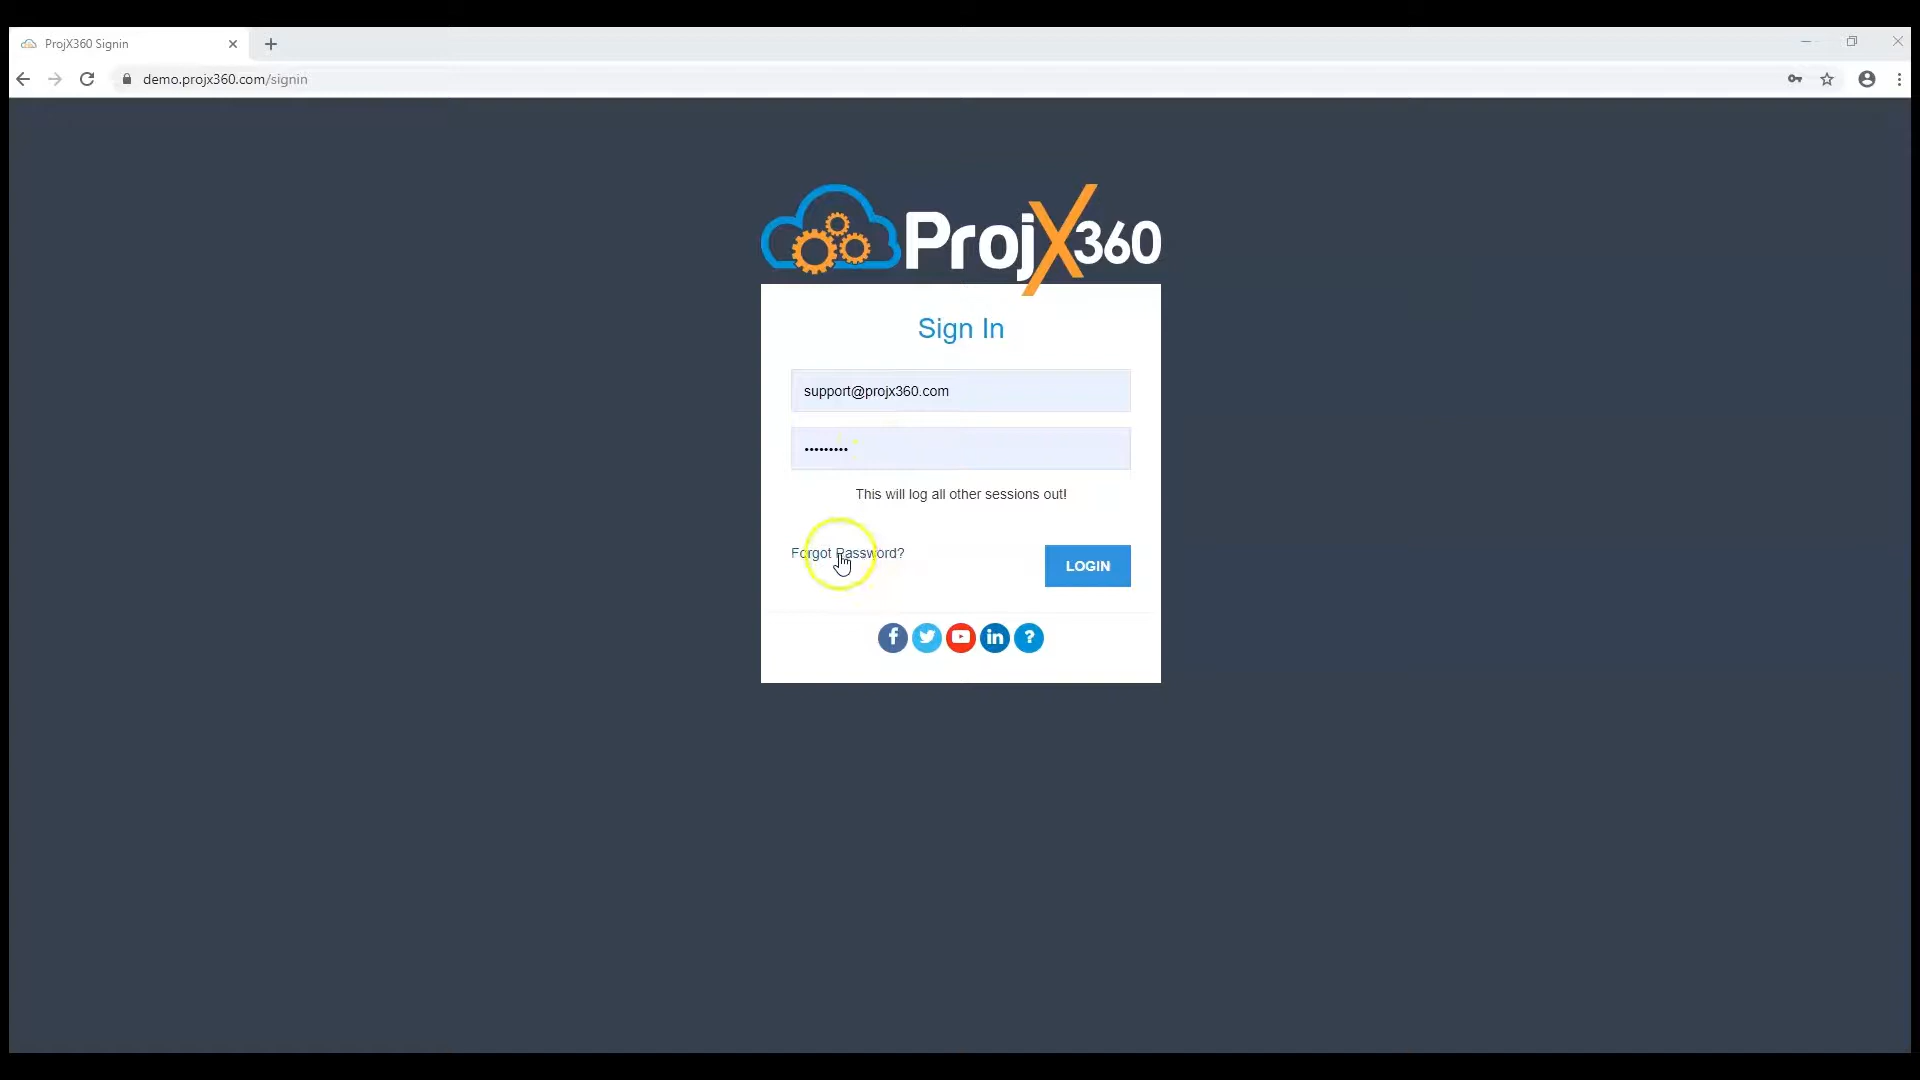 ProjX360 Signin
demo.projx360.com/signin
ProjX360
Sign In
support@projx360.com
•••••••••
This will log all other sessions out!
Forgot Password?
LOGIN
f
in
?